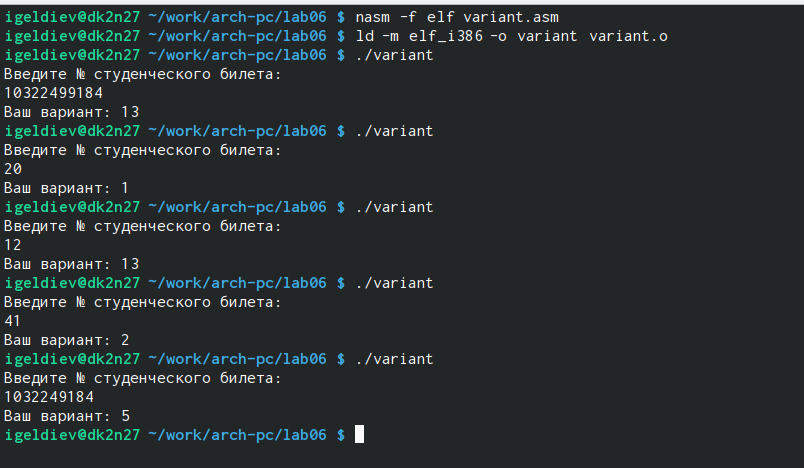 igeldiev@dk2n27 ~/work/arch-pc/lab06 $ nasm -f elf variant.asm
igeldiev@dk2n27 ~/work/arch-pc/lab06 $ ld -m elf_i386 -o variant variant.o
igeldiev@dk2n27 ~/work/arch-pc/lab06 $ ./variant
Введите № студенческого билета:
10322499184
Ваш вариант: 13
igeldiev@dk2n27 ~/work/arch-pc/lab06 $ ./variant
Введите № студенческого билета:
20
Ваш вариант: 1
igeldiev@dk2n27 ~/work/arch-pc/lab06 $ ./variant
Введите № студенческого билета:
12
Ваш вариант: 13
igeldiev@dk2n27 ~/work/arch-pc/lab06 $ ./variant
Введите № студенческого билета:
41
Ваш вариант: 2
igeldiev@dk2n27 ~/work/arch-pc/lab06 $ ./variant
Введите № студенческого билета:
1032249184
Ваш вариант: 5
igeldiev@dk2n27 ~/work/arch-pc/lab06 $